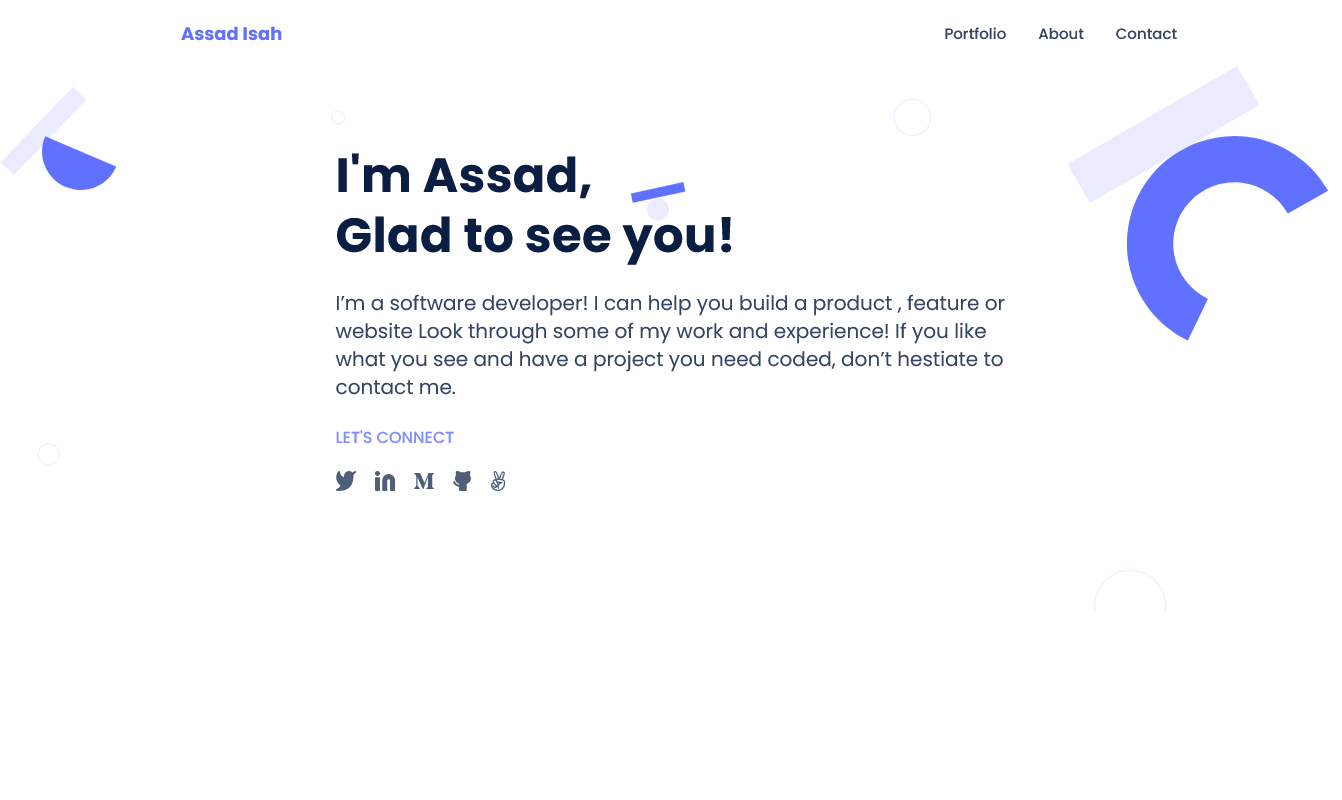 Assad Isah
Portfolio
About
Contact
I'm Assad,
Glad to see you!
I’m a software developer! I can help you build a product , feature or
website Look through some of my work and experience! If you like
what you see and have a project you need coded, don’t hestiate to
contact me.
LET'S CONNECT